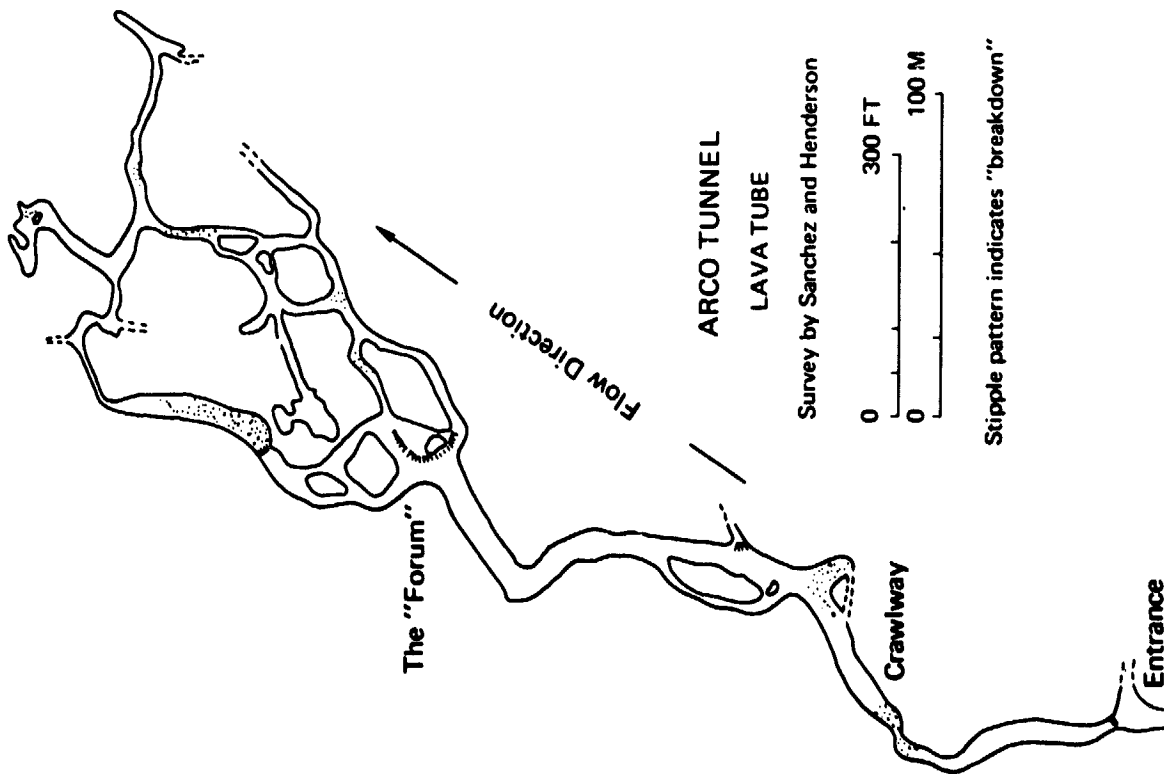 ARCO TUNNEL
LAVA TUBE
Survey by Sanchez and Henderson
0 300 FT
0 100 M
Stipple pattern indicates "breakdown"
Flow Direction
The "Forum"
Crawlway
Entrance